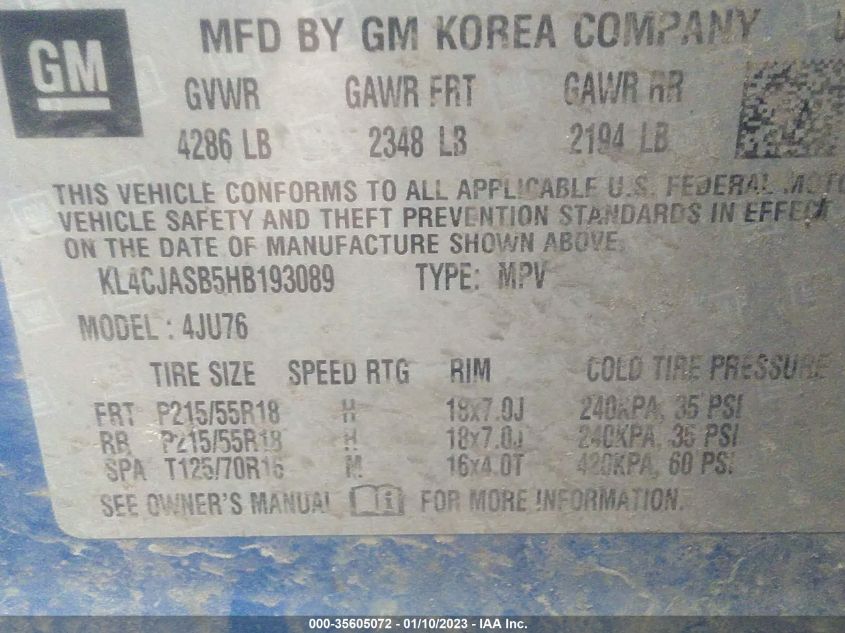 GM
MFD BY GM KOREA COMPANY
GVWR GAWR FRT GAWR RR
4286 LB 2348 LB 2194 LB
THIS VEHICLE CONFORMS TO ALL APPLICABLE U.S. FEDERAL
VEHICLE SAFETY AND THEFT PREVENTION STANDARDS IN EFFECT
ON THE DATE OF MANUFACTURE SHOWN ABOVE.
KL4CJASB5HB193089 TYPE: MPV
MODEL: 4JU76
TIRE SIZE SPEED RTG RIM COLD TIRE PRESSURE
FRT P215/55R18 H 18x7.0J 240KPA, 35 PSI
RR P215/55R18 H 18x7.0J 240KPA, 35 PSI
SPA T125/70R16 M 16x4.0T 420KPA, 60 PSI
SEE OWNER'S MANUAL FOR MORE INFORMATION.
000-35605072 - 01/10/2023 - IAA Inc.